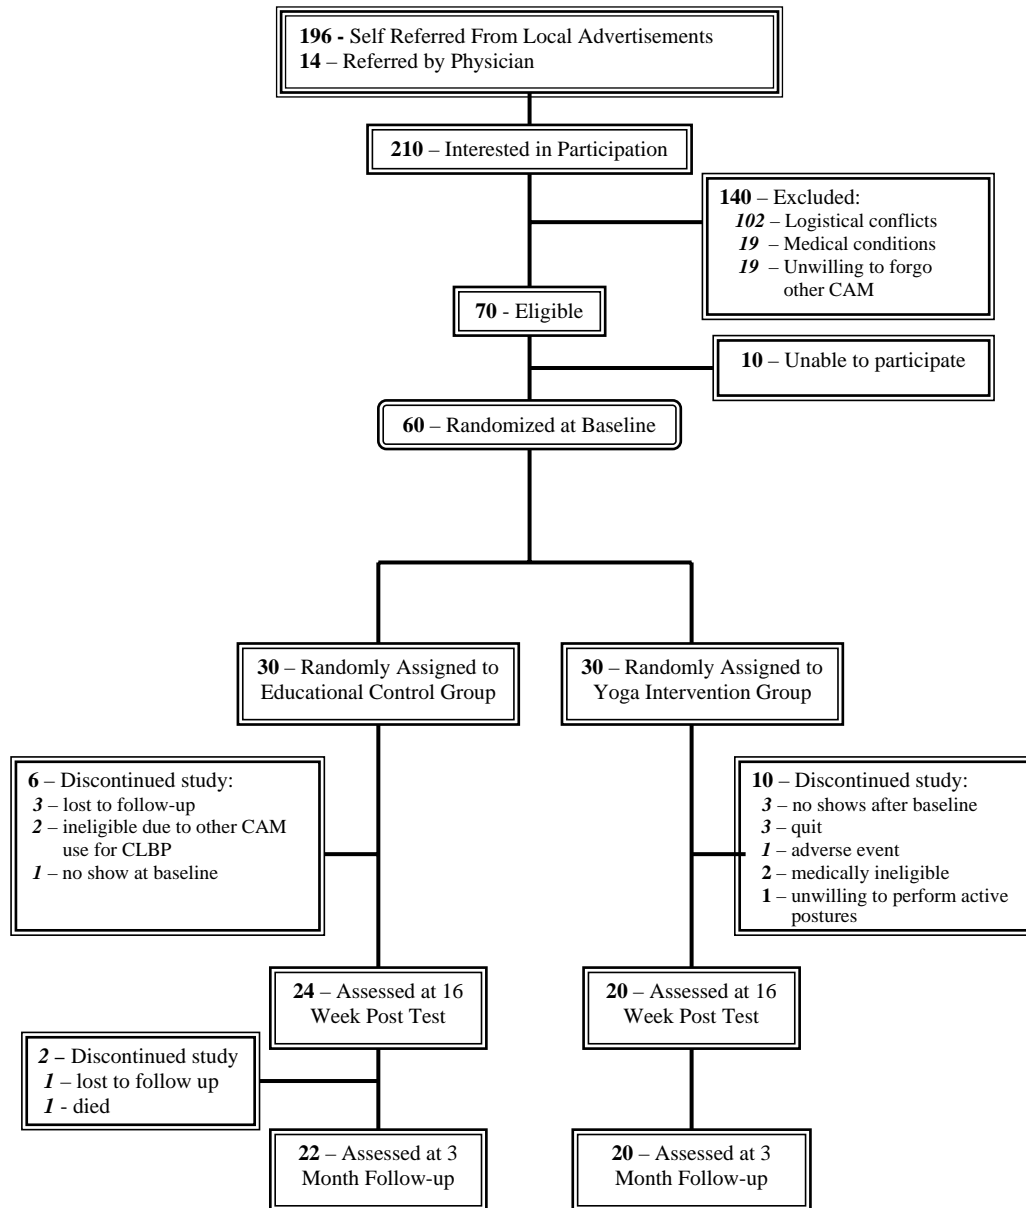 196 - Self Referred From Local Advertisements
14 – Referred by Physician
210 – Interested in Participation
140 – Excluded:
102 – Logistical conflicts
19 – Medical conditions
19 – Unwilling to forgo
other CAM
70 - Eligible
10 – Unable to participate
60 – Randomized at Baseline
30 – Randomly Assigned to
Educational Control Group
30 – Randomly Assigned to
Yoga Intervention Group
6 – Discontinued study:
3 – lost to follow-up
2 – ineligible due to other CAM
use for CLBP
1 – no show at baseline
10 – Discontinued study:
3 – no shows after baseline
3 – quit
1 – adverse event
2 – medically ineligible
1 – unwilling to perform active
postures
24 – Assessed at 16
Week Post Test
20 – Assessed at 16
Week Post Test
2 – Discontinued study
1 – lost to follow up
1 - died
22 – Assessed at 3
Month Follow-up
20 – Assessed at 3
Month Follow-up